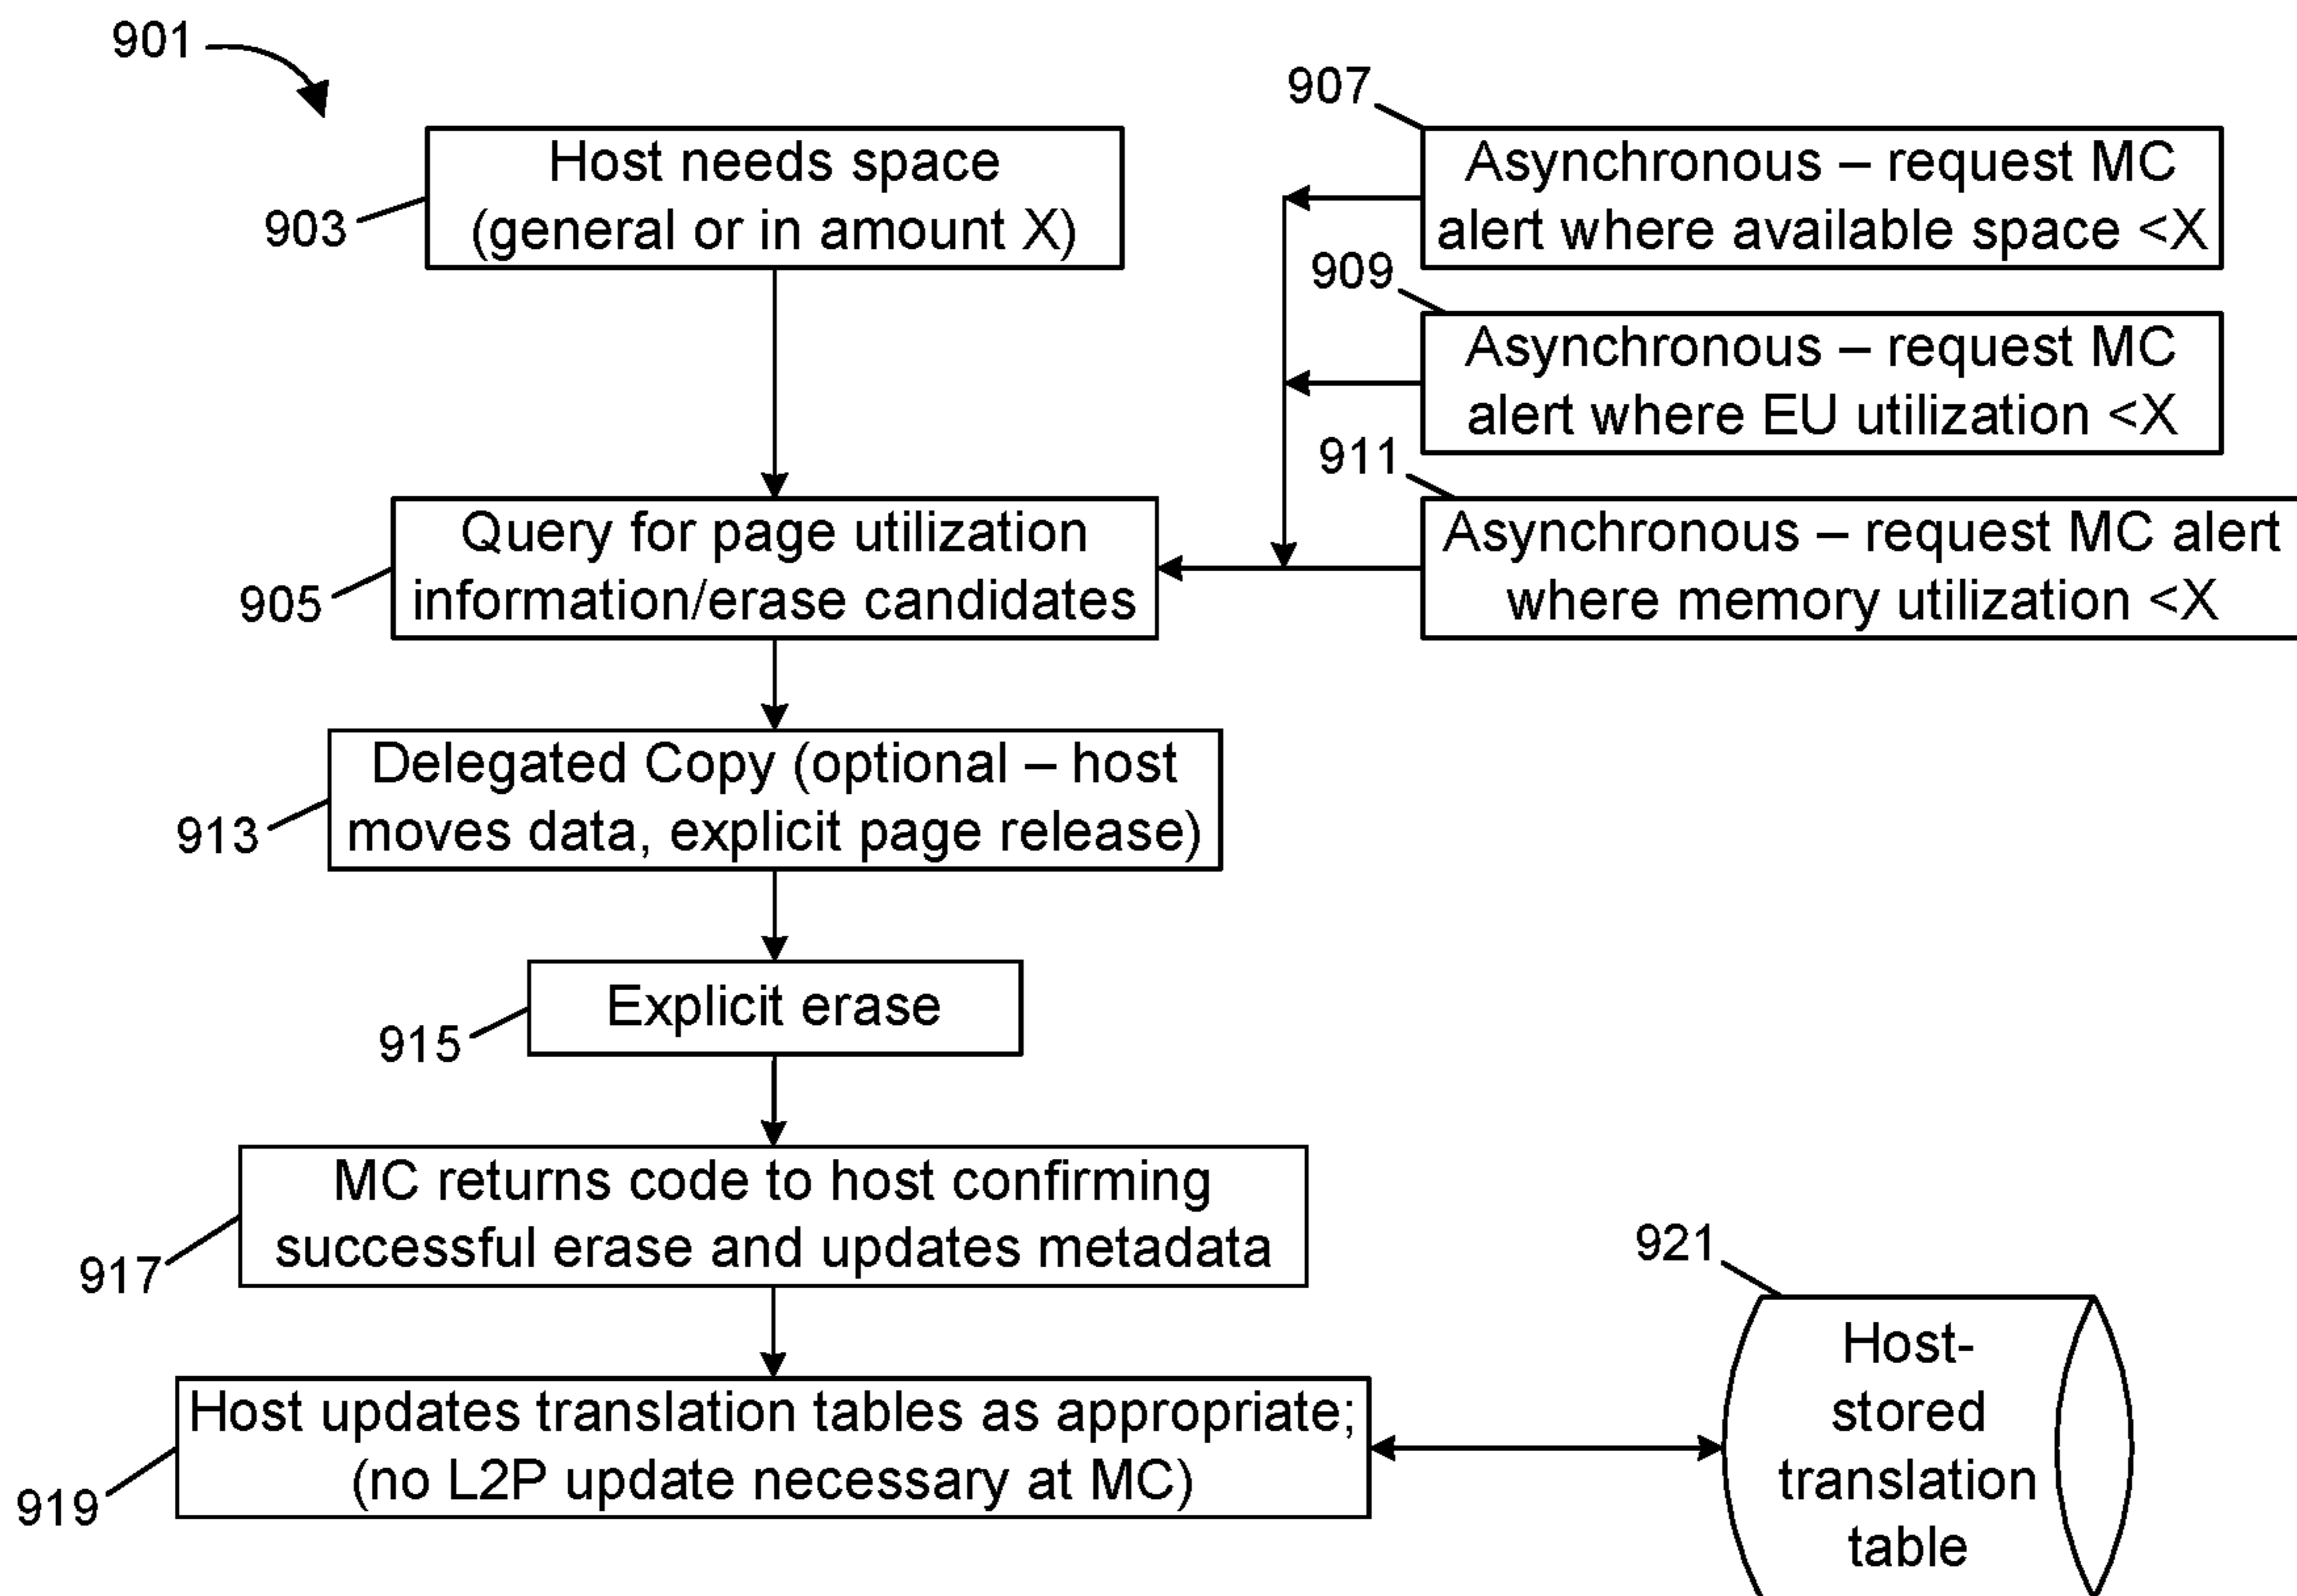 901
907
Host needs space
(general or in amount X)
903
Asynchronous – request MC
alert where available space <X
909
Asynchronous – request MC
alert where EU utilization <X
911
Query for page utilization
information/erase candidates
905
Asynchronous – request MC alert
where memory utilization <X
Delegated Copy (optional – host
moves data, explicit page release)
913
Explicit erase
915
MC returns code to host confirming
successful erase and updates metadata
917
921
Host updates translation tables as appropriate;
(no L2P update necessary at MC)
919
Host-
stored
translation
table